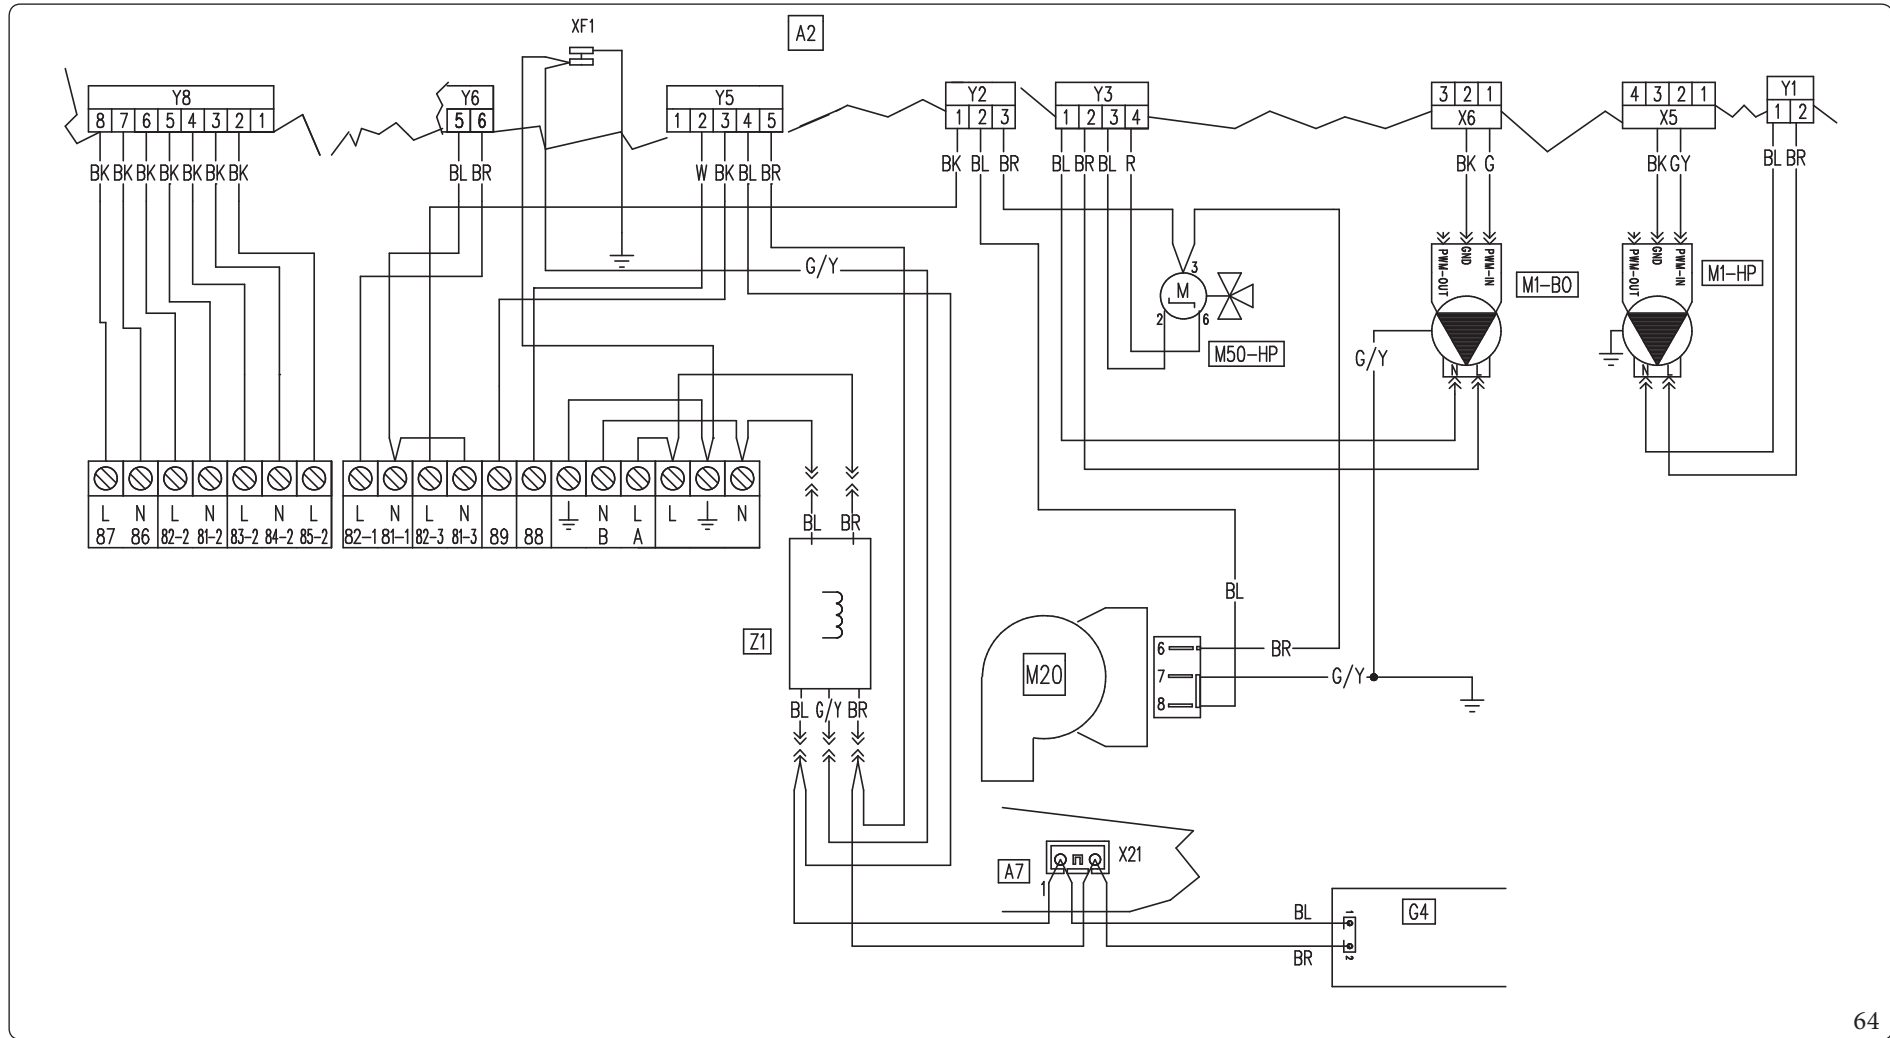 XF1
A2
Y8
Y6
Y5
Y2
Y3
3 2 1
4 3 2 1
Y1
8 7 6 5 4 3 2 1
5 6
1 2 3 4 5
1 2 3
1 2 3 4
X6
X5
1 2
BK BK BK BK BK BK BK
BL BR
W BK BL BR
BK BL BR
BL BR BL R
BK G
BK GY
BL BR
G/Y
3
M
2
6
M50-HP
PWM-OUT
GND
PWM-IN
M1-BO
PWM-OUT
GND
PWM-IN
M1-HP
G/Y
N L
N L
L N L N L N L
87 86 82-2 81-2 83-2 84-2 85-2
L N L N
82-1 81-1 82-3 81-3 89 88
N L L N
B A
BL BR
Z1
BL G/Y BR
BL
M20
6
7
8
BR
G/Y
A7
X21
1
BL
BR
1
2
G4
64